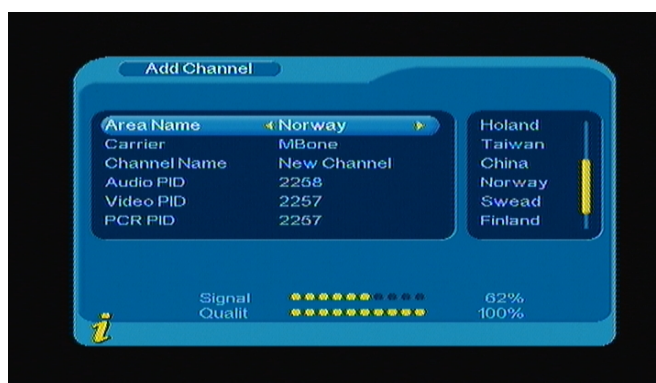 Add Channel
Area Name Norway
Carrier MBone
Channel Name New Channel
Audio PID 2258
Video PID 2257
PCR PID 2257
Holand
Taiwan
China
Norway
Swead
Finland
Signal 62%
Qualit 100%
i